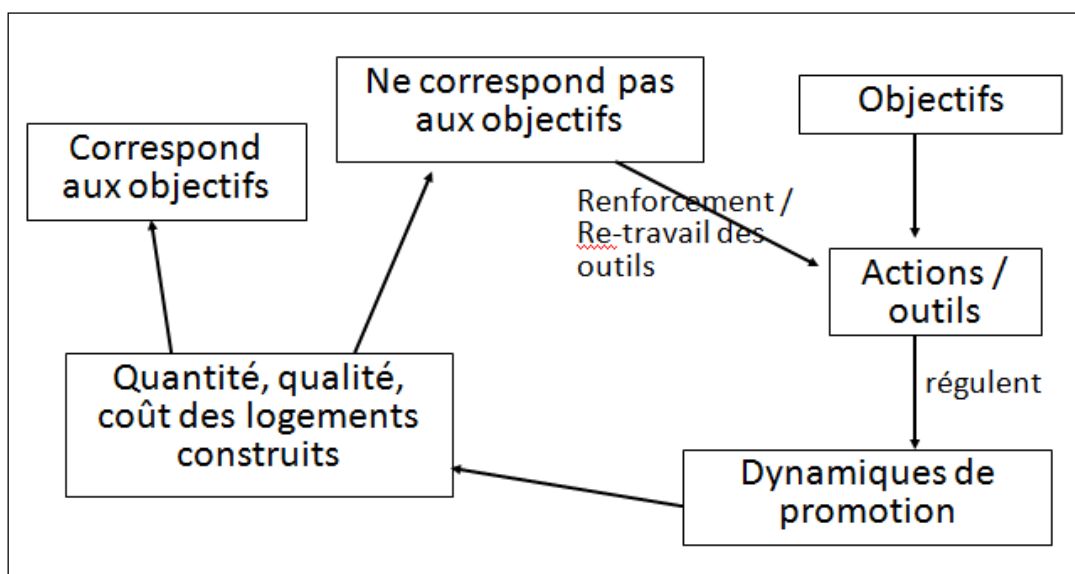 Ne correspond pas
aux objectifs
Objectifs
Correspond
aux objectifs
Renforcement /
Re-travail des
outils
Actions /
outils
Quantité, qualité,
coût des logements
construits
régulent
Dynamiques de
promotion